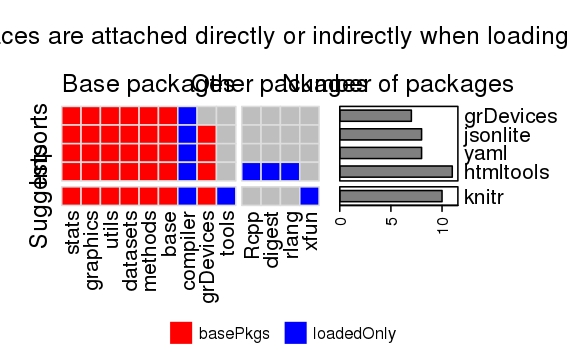 ces are attached directly or indirectly when loading
Base packages
Other packages
Number of packages
Imports
Suggests
grDevices
jsonlite
yaml
htmltools
knitr
stats
graphics
utils
datasets
methods
base
compiler
grDevices
tools
Rcpp
digest
rlang
xfun
0
5
10
basePkgs
loadedOnly